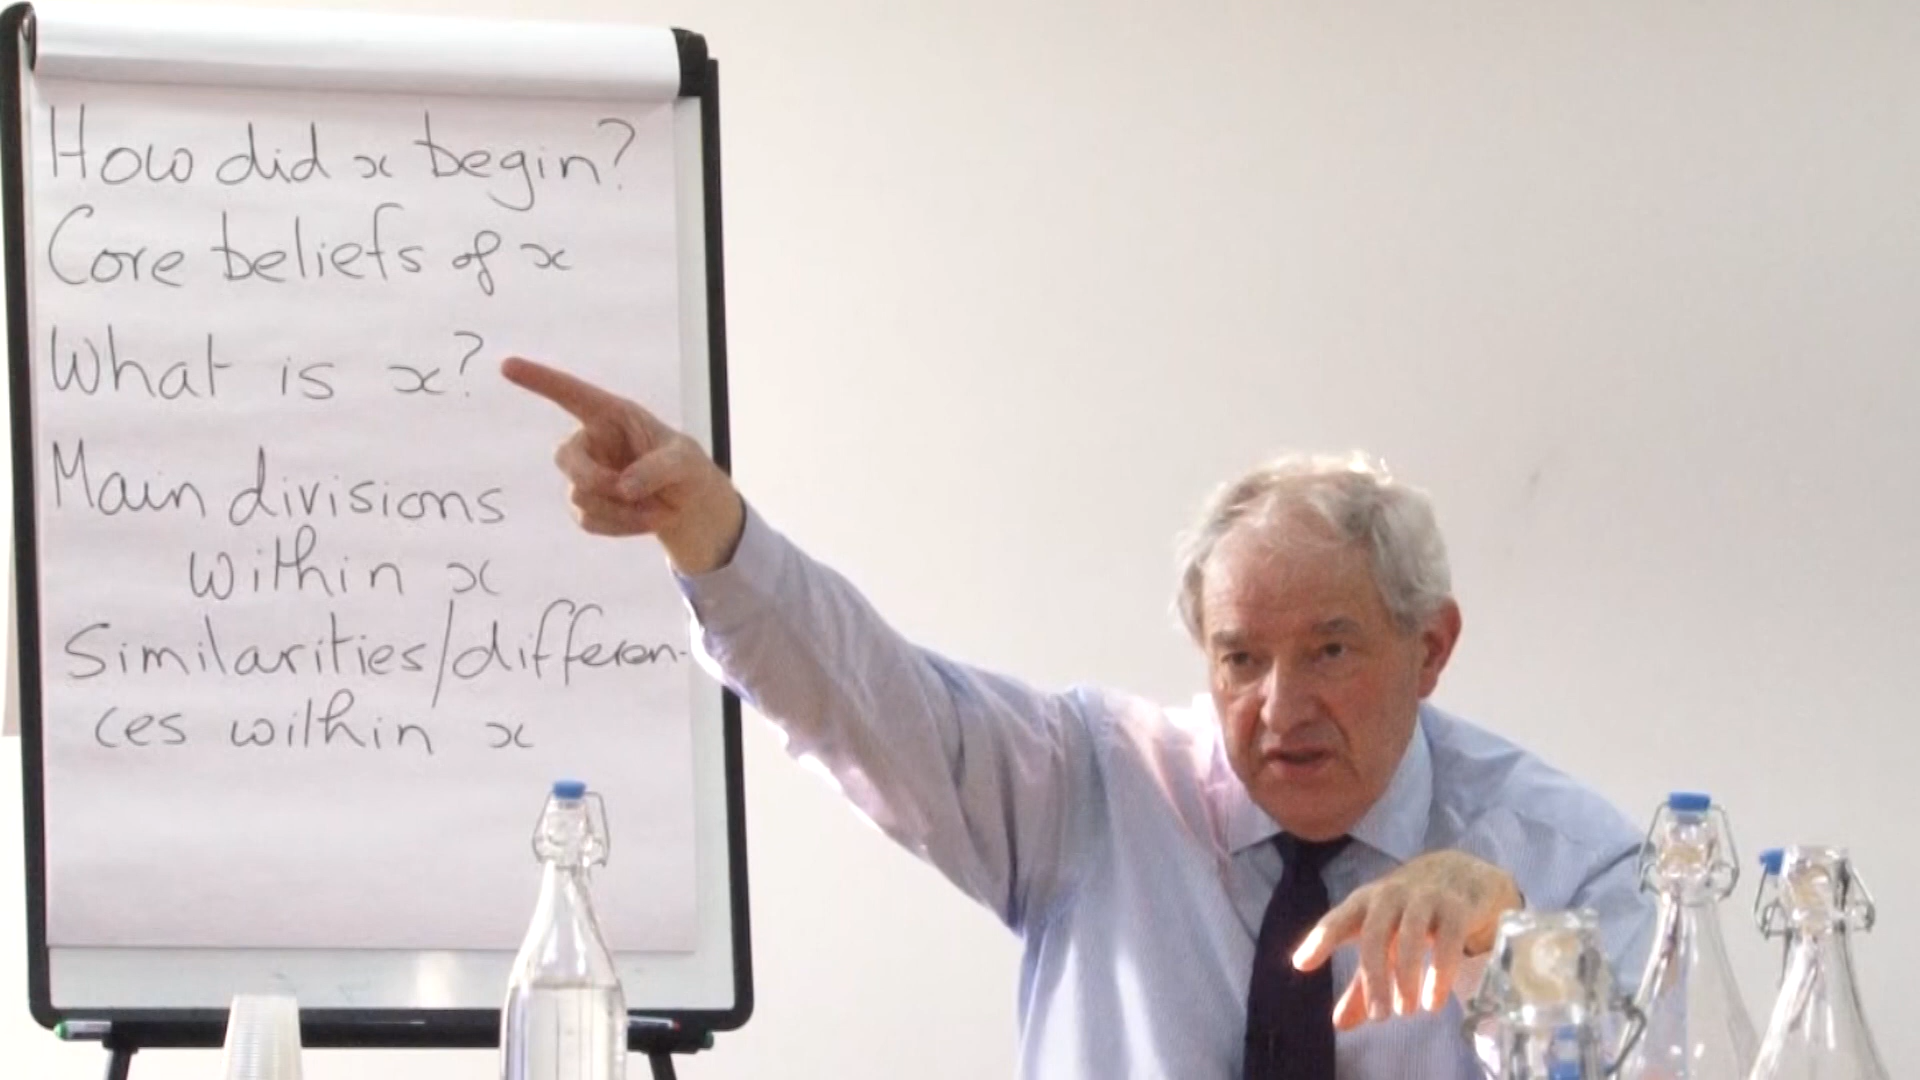 How did x begin?
Core beliefs of x
What is x?
Main divisions
within x
Similarities/differen-
ces within x